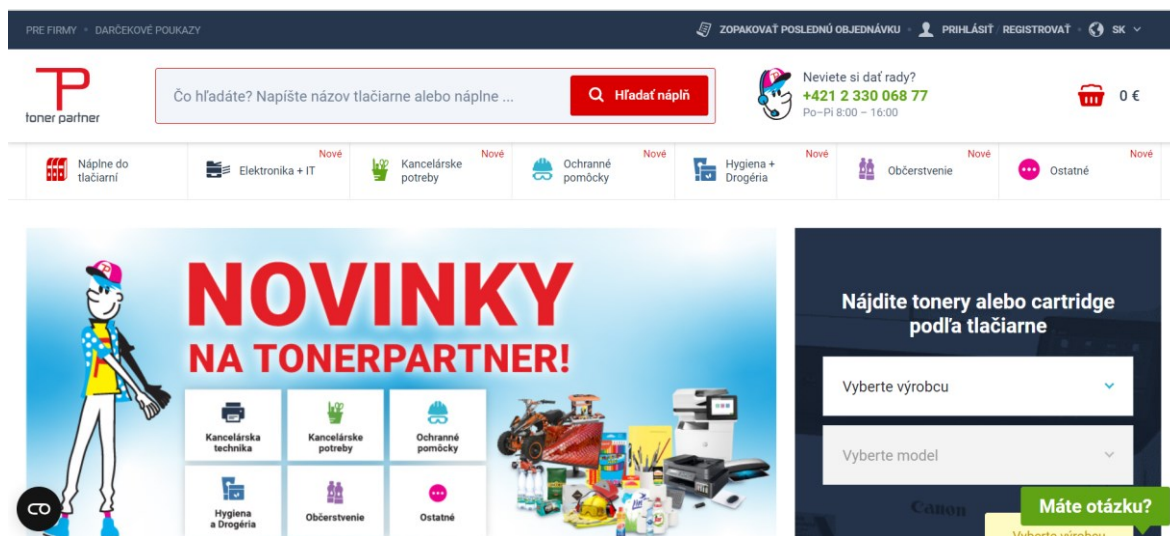 PRE FIRMY • DARČEKOVÉ POUKAZY
ZOPAKOVAŤ POSLEDNÚ OBJEDNÁVKU • PRIHLÁSIŤ / REGISTROVAŤ • SK
toner partner
Čo hľadáte? Napíšte názov tlačiarne alebo náplne ...
Hľadať náplň
Neviete si dať rady?
+421 2 330 068 77
Po–Pi 8:00 – 16:00
0 €
Náplne do
tlačiarní
Nové
Elektronika + IT
Nové
Kancelárske
potreby
Nové
Ochranné
pomôcky
Nové
Hygiena +
Drogéria
Nové
Občerstvenie
Nové
Ostatné
NOVINKY
NA TONERPARTNER!
Kancelárska
technika
Kancelárske
potreby
Ochranné
pomôcky
Hygiena
a Drogéria
Občerstvenie
Ostatné
Nájdite tonery alebo cartridge
podľa tlačiarne
Vyberte výrobcu
Vyberte model
Canon
Máte otázku?
Vyberte výrobcu